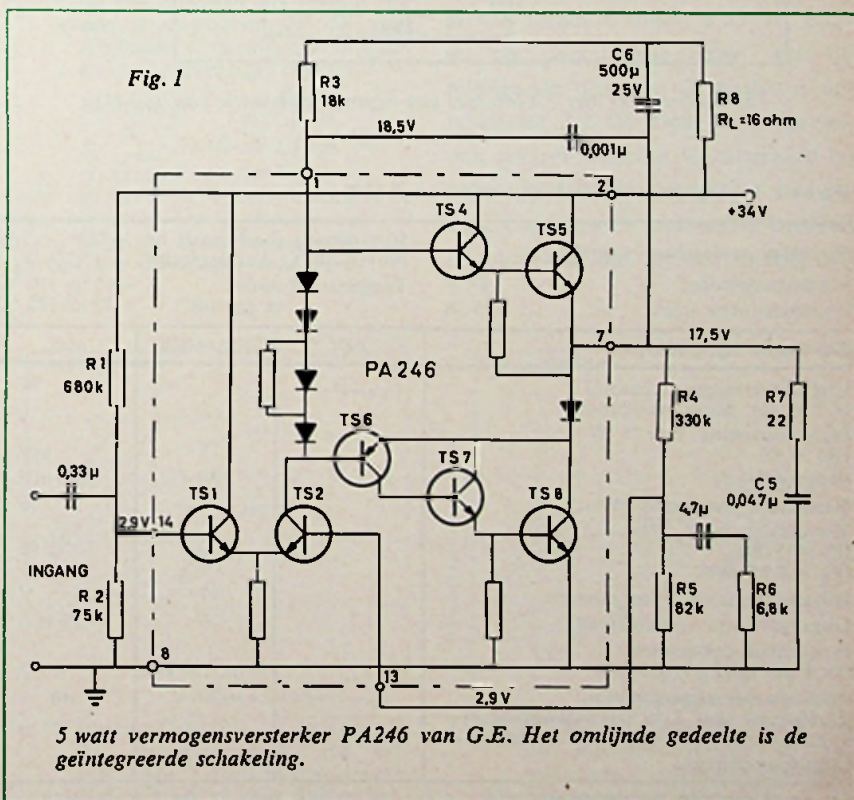 Fig. 1
R3
18k
C6
500µ
25V
R8
RL=16ohm
18,5V
0,001µ
1
2
+34V
TS4
TS5
7
17,5V
R1
680k
PA246
R4
330k
R7
22
TS6
TS7
0,33µ
TS1
TS2
TS8
C5
0,047µ
2,9V
14
4,7µ
INGANG
R2
75k
R5
82k
R6
6,8k
8
13
2,9V
5 watt vermogensversterker PA246 van G.E. Het omlijnde gedeelte is de
geïntegreerde schakeling.